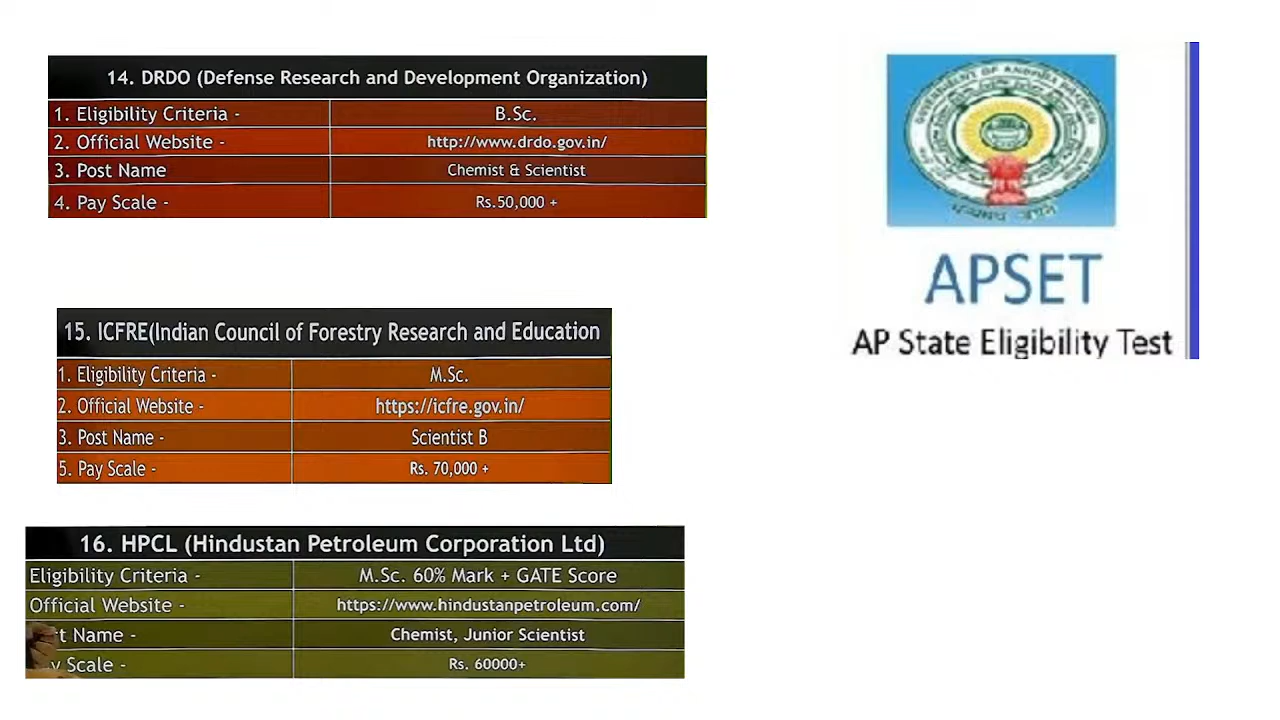 14. DRDO (Defense Research and Development Organization)
1. Eligibility Criteria - B.Sc.
2. Official Website - http://www.drdo.gov.in/
3. Post Name Chemist & Scientist
4. Pay Scale - Rs.50,000 +
15. ICFRE(Indian Council of Forestry Research and Education
1. Eligibility Criteria - M.Sc.
2. Official Website - https://icfre.gov.in/
3. Post Name - Scientist B
5. Pay Scale - Rs. 70,000 +
16. HPCL (Hindustan Petroleum Corporation Ltd)
Eligibility Criteria - M.Sc. 60% Mark + GATE Score
Official Website - https://www.hindustanpetroleum.com/
Name - Chemist, Junior Scientist
Scale - Rs. 60000+
GOVERNMENT OF ANDHRA PRADESH
APSET
AP State Eligibility Test